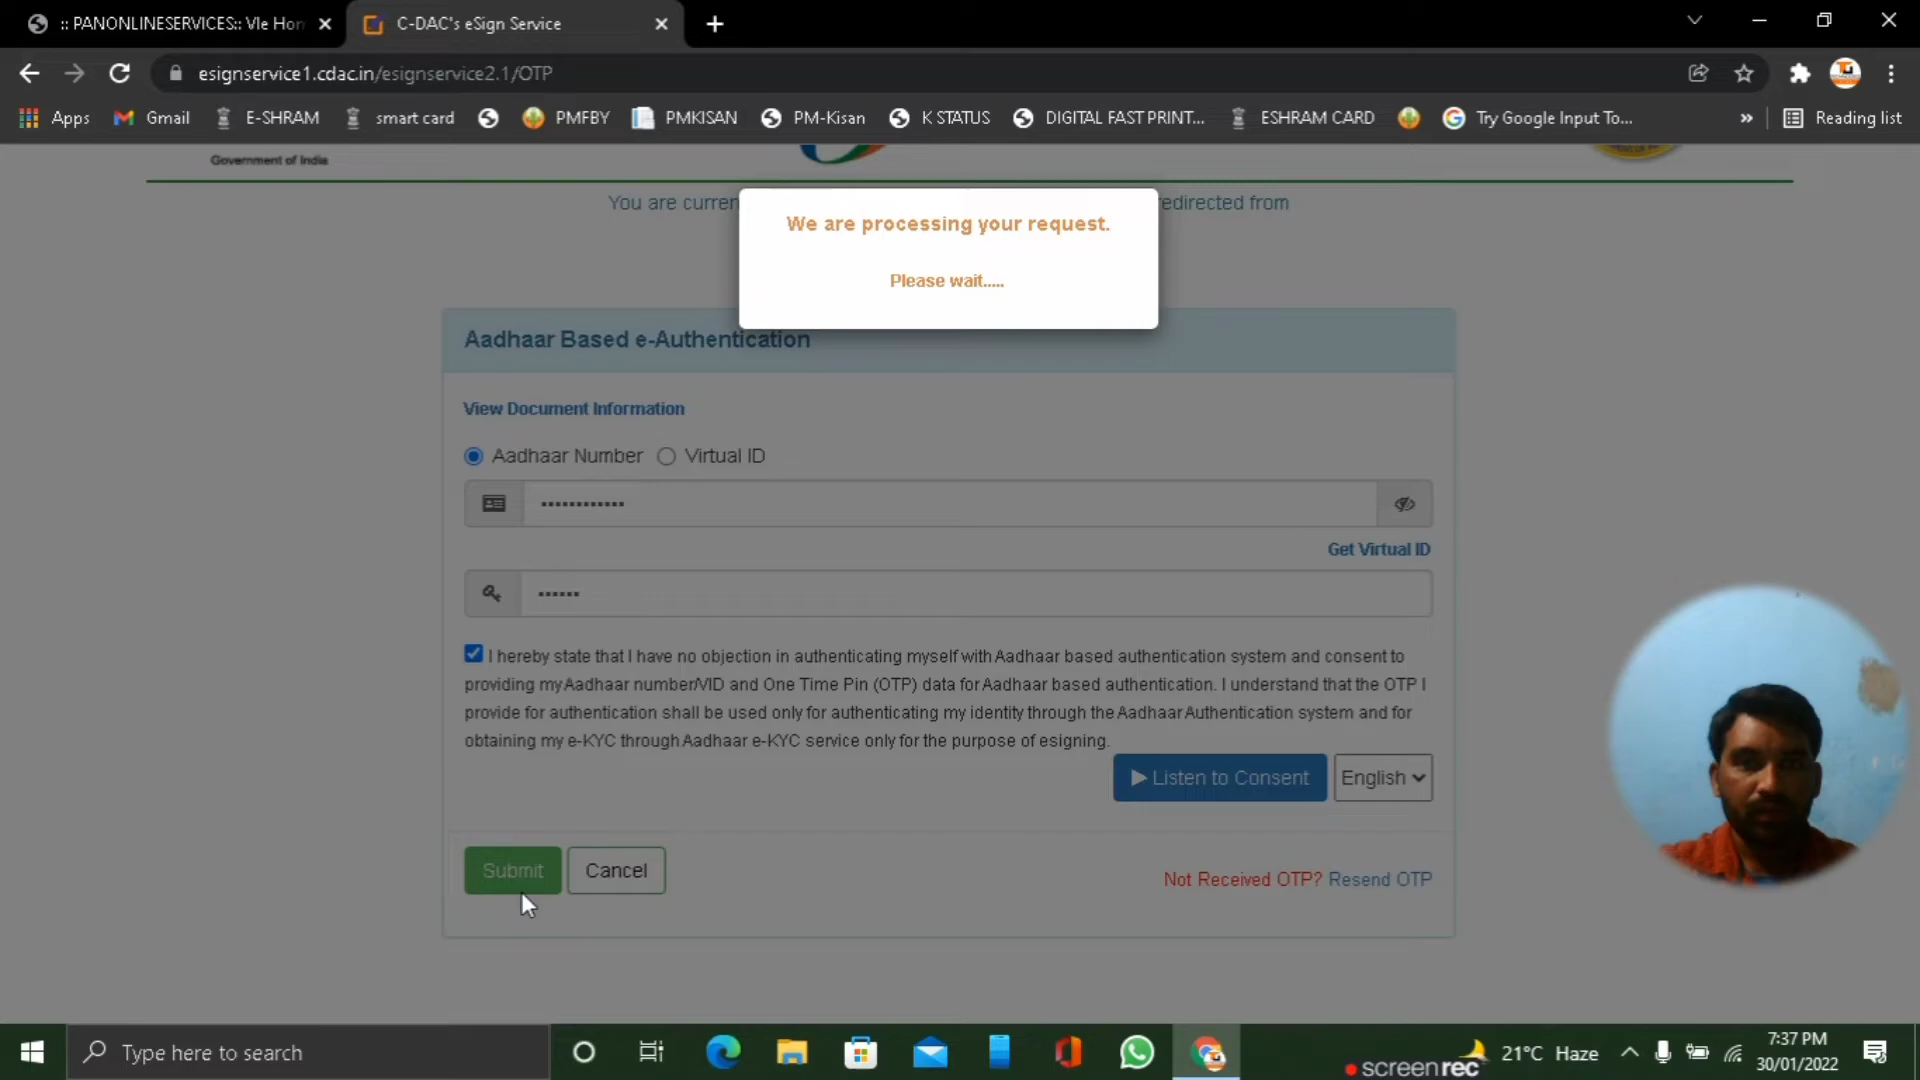 :: PANONLINESERVICES:: Vle Hom
C-DAC's eSign Service
esignservice1.cdac.in/esignservice2.1/OTP
Apps
Gmail
E-SHRAM
smart card
PMFBY
PMKISAN
PM-Kisan
K STATUS
DIGITAL FAST PRINT...
ESHRAM CARD
Try Google Input To...
»
Reading list
Government of India
You are curren
edirected from
We are processing your request.
Please wait.....
Aadhaar Based e-Authentication
View Document Information
Aadhaar Number
Virtual ID
Get Virtual ID
I hereby state that I have no objection in authenticating myself with Aadhaar based authentication system and consent to
providing my Aadhaar number/VID and One Time Pin (OTP) data for Aadhaar based authentication. I understand that the OTP I
provide for authentication shall be used only for authenticating my identity through the Aadhaar Authentication system and for
obtaining my e-KYC through Aadhaar e-KYC service only for the purpose of esigning.
Listen to Consent
English
Submit
Cancel
Not Received OTP? Resend OTP
Type here to search
screenrec
21°C Haze
7:37 PM
30/01/2022